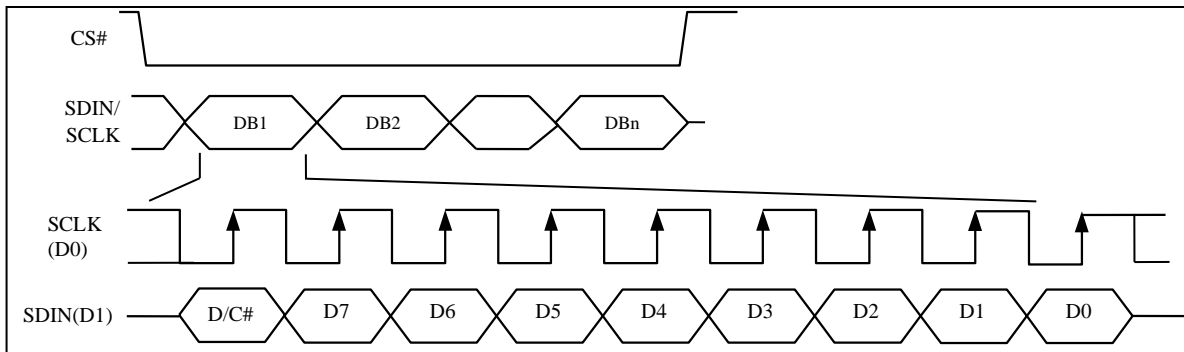 CS#
SDIN/
SCLK
DB1 DB2 DBn
SCLK
(D0)
SDIN(D1) D/C# D7 D6 D5 D4 D3 D2 D1 D0